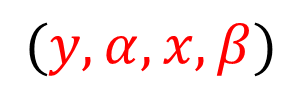 (y, α, x, β)